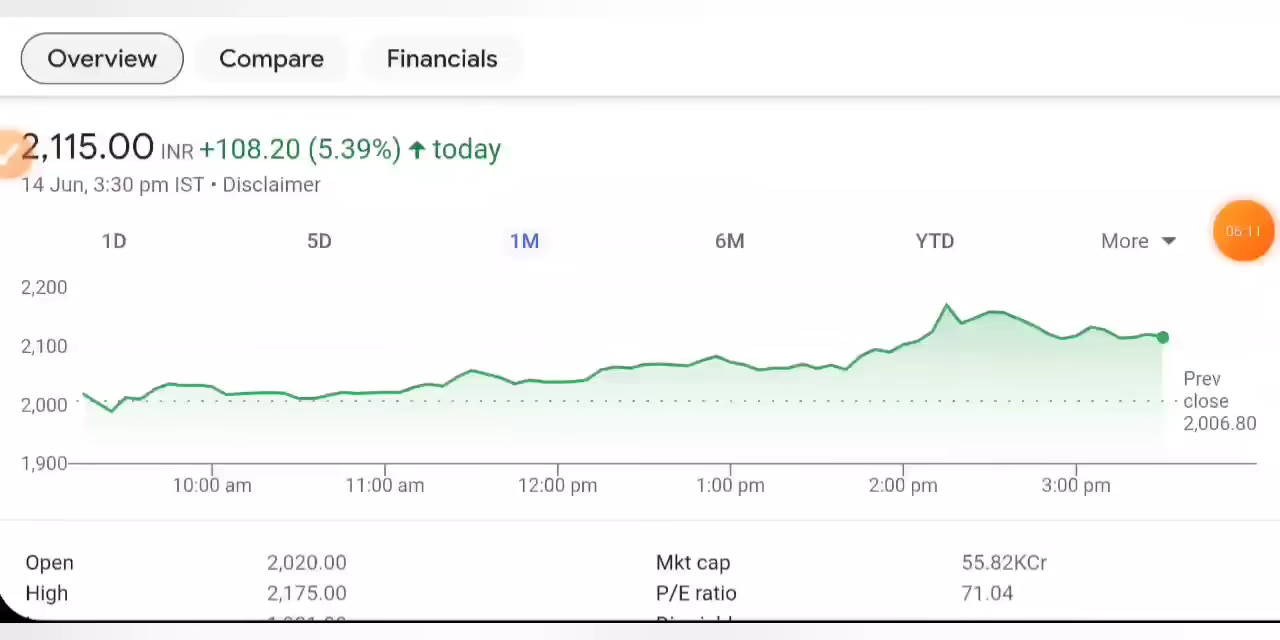 Overview Compare Financials
2,115.00 INR +108.20 (5.39%) ↑ today
14 Jun, 3:30 pm IST • Disclaimer
1D 5D 1M 6M YTD More
06:11
2,200
2,100
2,000
1,900
Prev
close
2,006.80
10:00 am 11:00 am 12:00 pm 1:00 pm 2:00 pm 3:00 pm
Open 2,020.00 Mkt cap 55.82KCr
High 2,175.00 P/E ratio 71.04